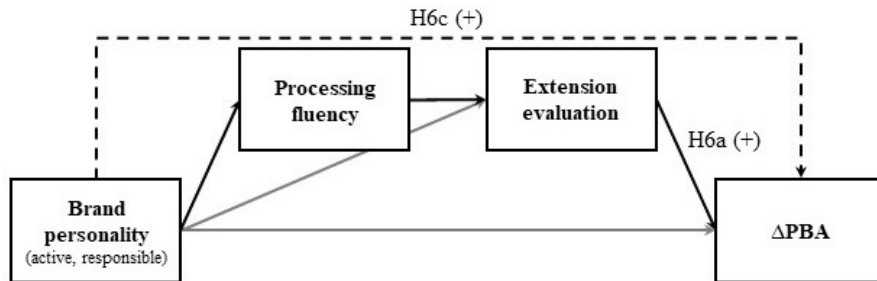 H6c (+)
Processing
fluency
Extension
evaluation
H6a (+)
Brand
personality
(active, responsible)
ΔPBA